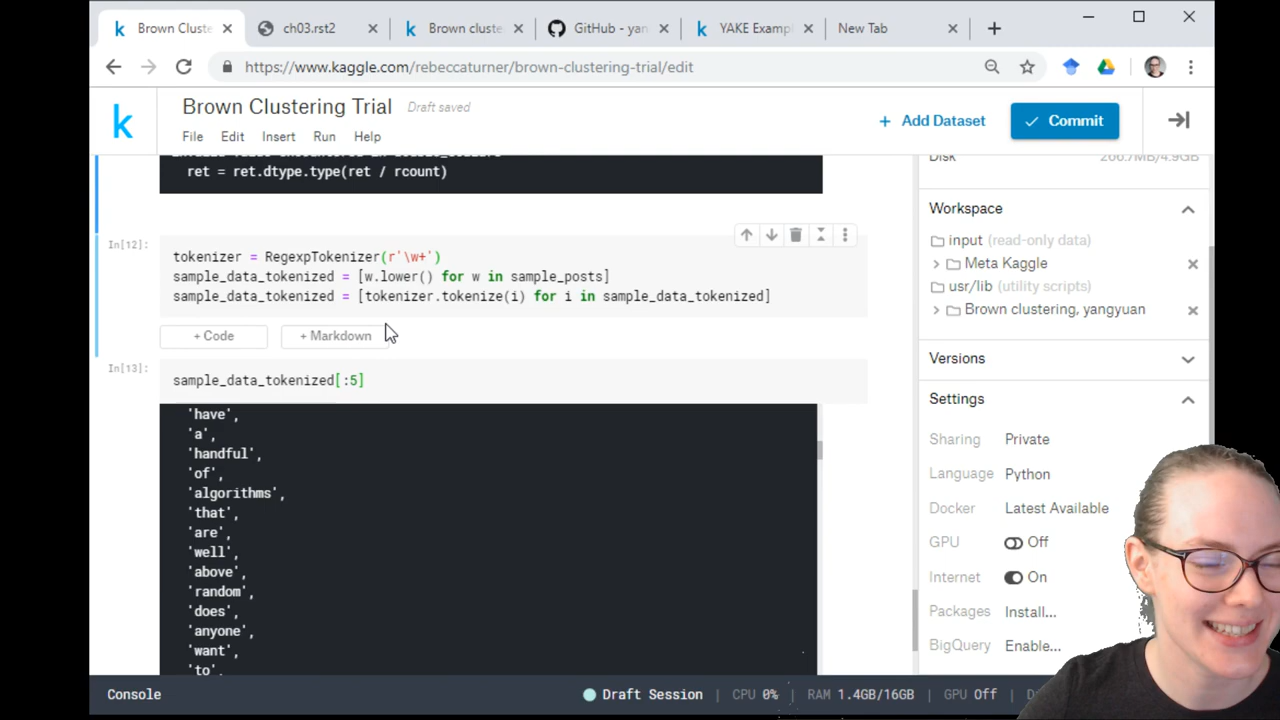 Brown Cluste
ch03.rst2
Brown cluste
GitHub - yan
YAKE Exampl
New Tab
https://www.kaggle.com/rebeccaturner/brown-clustering-trial/edit
k
Brown Clustering Trial
Draft saved
File Edit Insert Run Help
+ Add Dataset
Commit
ret = ret.dtype.type(ret / rcount)
In[12]:
tokenizer = RegexpTokenizer(r'\w+')
sample_data_tokenized = [w.lower() for w in sample_posts]
sample_data_tokenized = [tokenizer.tokenize(i) for i in sample_data_tokenized]
+ Code
+ Markdown
In[13]:
sample_data_tokenized[:5]
'have',
'a',
'handful',
'of',
'algorithms',
'that',
'are',
'well',
'above',
'random',
'does',
'anyone',
'want',
'to',
Disk 266.7MB/4.9GB
Workspace
input (read-only data)
Meta Kaggle
usr/lib (utility scripts)
Brown clustering, yangyuan
Versions
Settings
Sharing Private
Language Python
Docker Latest Available
GPU Off
Internet On
Packages Install...
BigQuery Enable...
Console
Draft Session | CPU 0% | RAM 1.4GB/16GB | GPU Off |